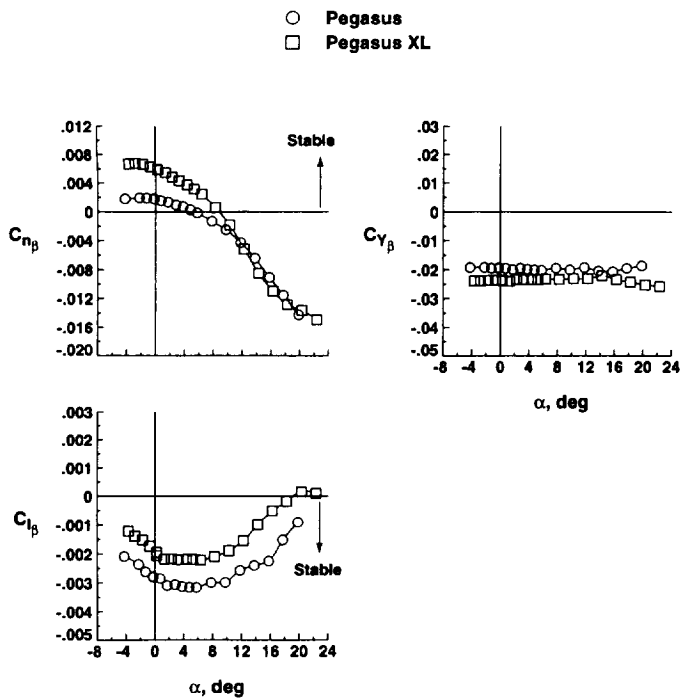 Pegasus
Pegasus XL
.012
.008
.004
0
-.004
-.008
-.012
-.016
-.020
Cnβ
Stable
.03
.02
.01
0
-.01
-.02
-.03
-.04
-.05
CYβ
-8 -4 0 4 8 12 16 20 24
α, deg
.003
.002
.001
0
-.001
-.002
-.003
-.004
-.005
Clβ
Stable
-8 -4 0 4 8 12 16 20 24
α, deg